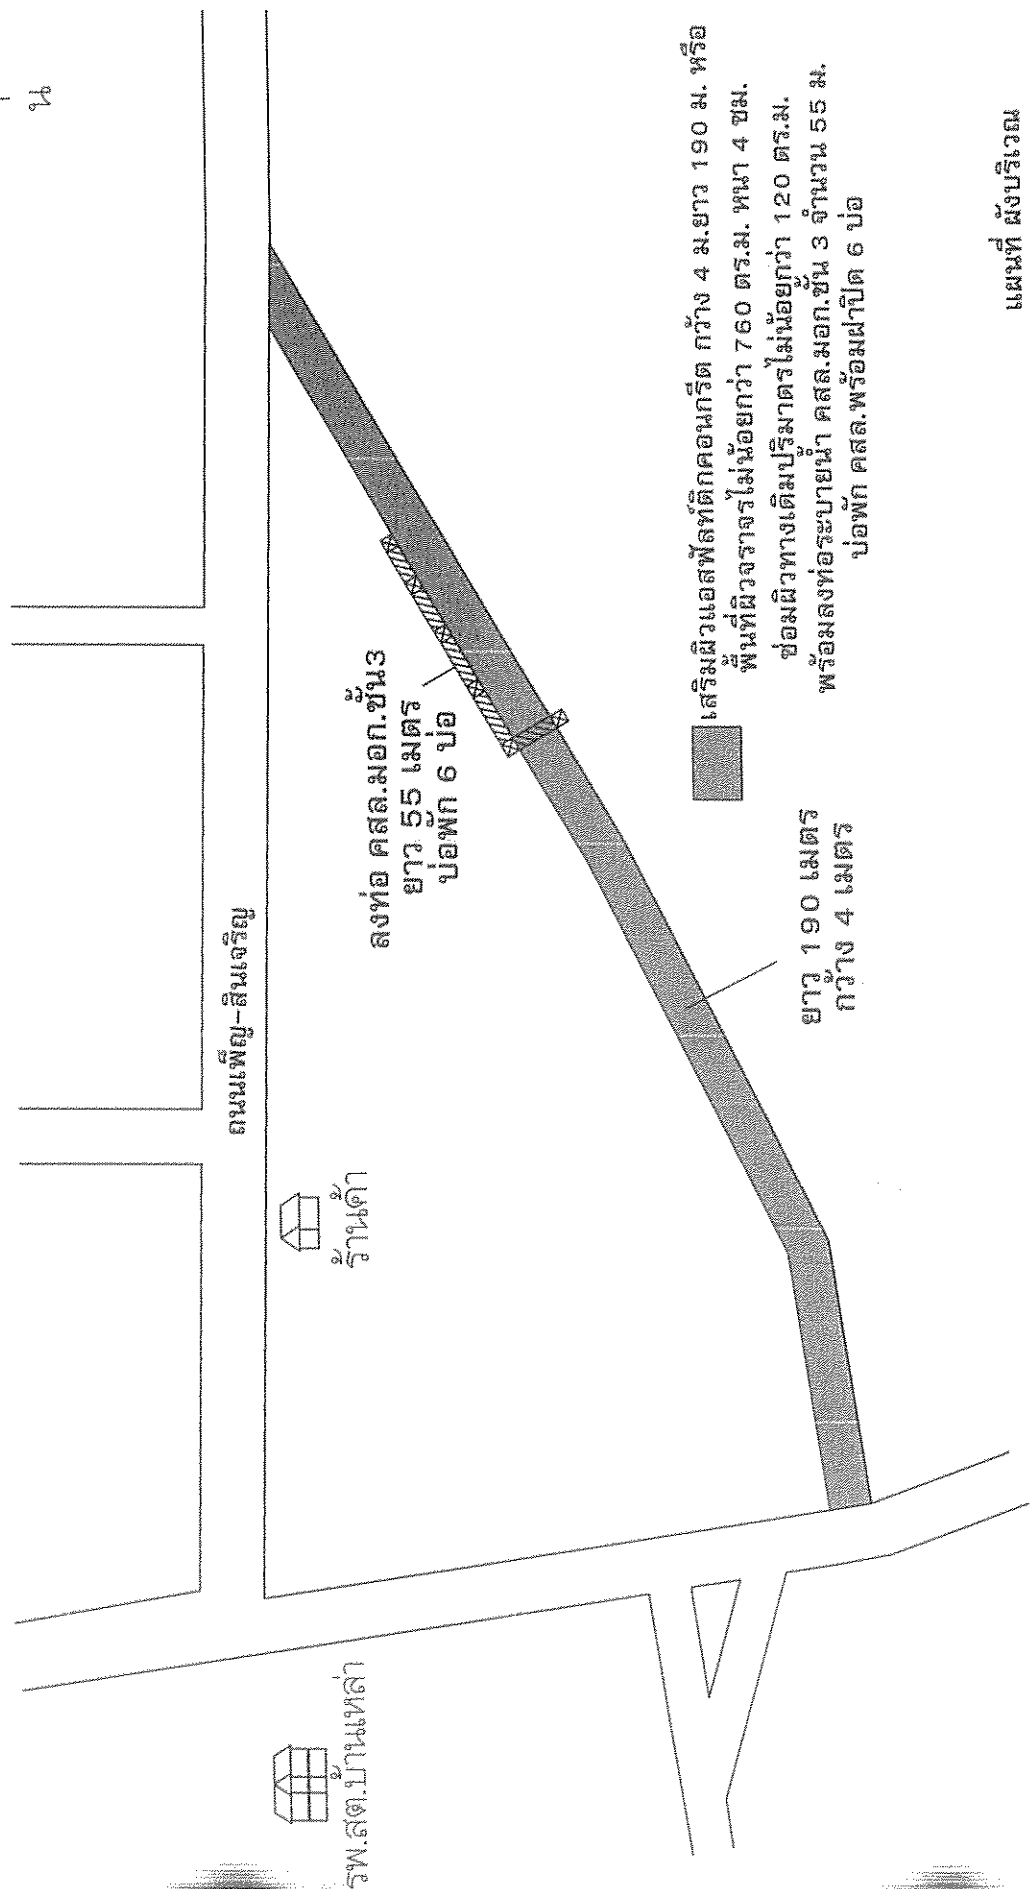 น
ถนนเพ็ญ-สินเจริญ
ร้านค้า
รพ.สต.บ้านเหล่า
ลงท่อ คสล.มอก.ชั้น3
ยาว 55 เมตร
บ่อพัก 6 บ่อ
ยาว 190 เมตร
กว้าง 4 เมตร
เสริมผิวแอสฟัลท์ติกคอนกรีต กว้าง 4 ม.ยาว 190 ม. หรือ
พื้นที่ผิวจราจรไม่น้อยกว่า 760 ตร.ม. หนา 4 ซม.
ซ่อมผิวทางเดิมปริมาตรไม่น้อยกว่า 120 ตร.ม.
พร้อมลงท่อระบายน้ำ คสล.มอก.ชั้น 3 จำนวน 55 ม.
บ่อพัก คสล.พร้อมฝาปิด 6 บ่อ
แผนที่ ผังบริเวณ